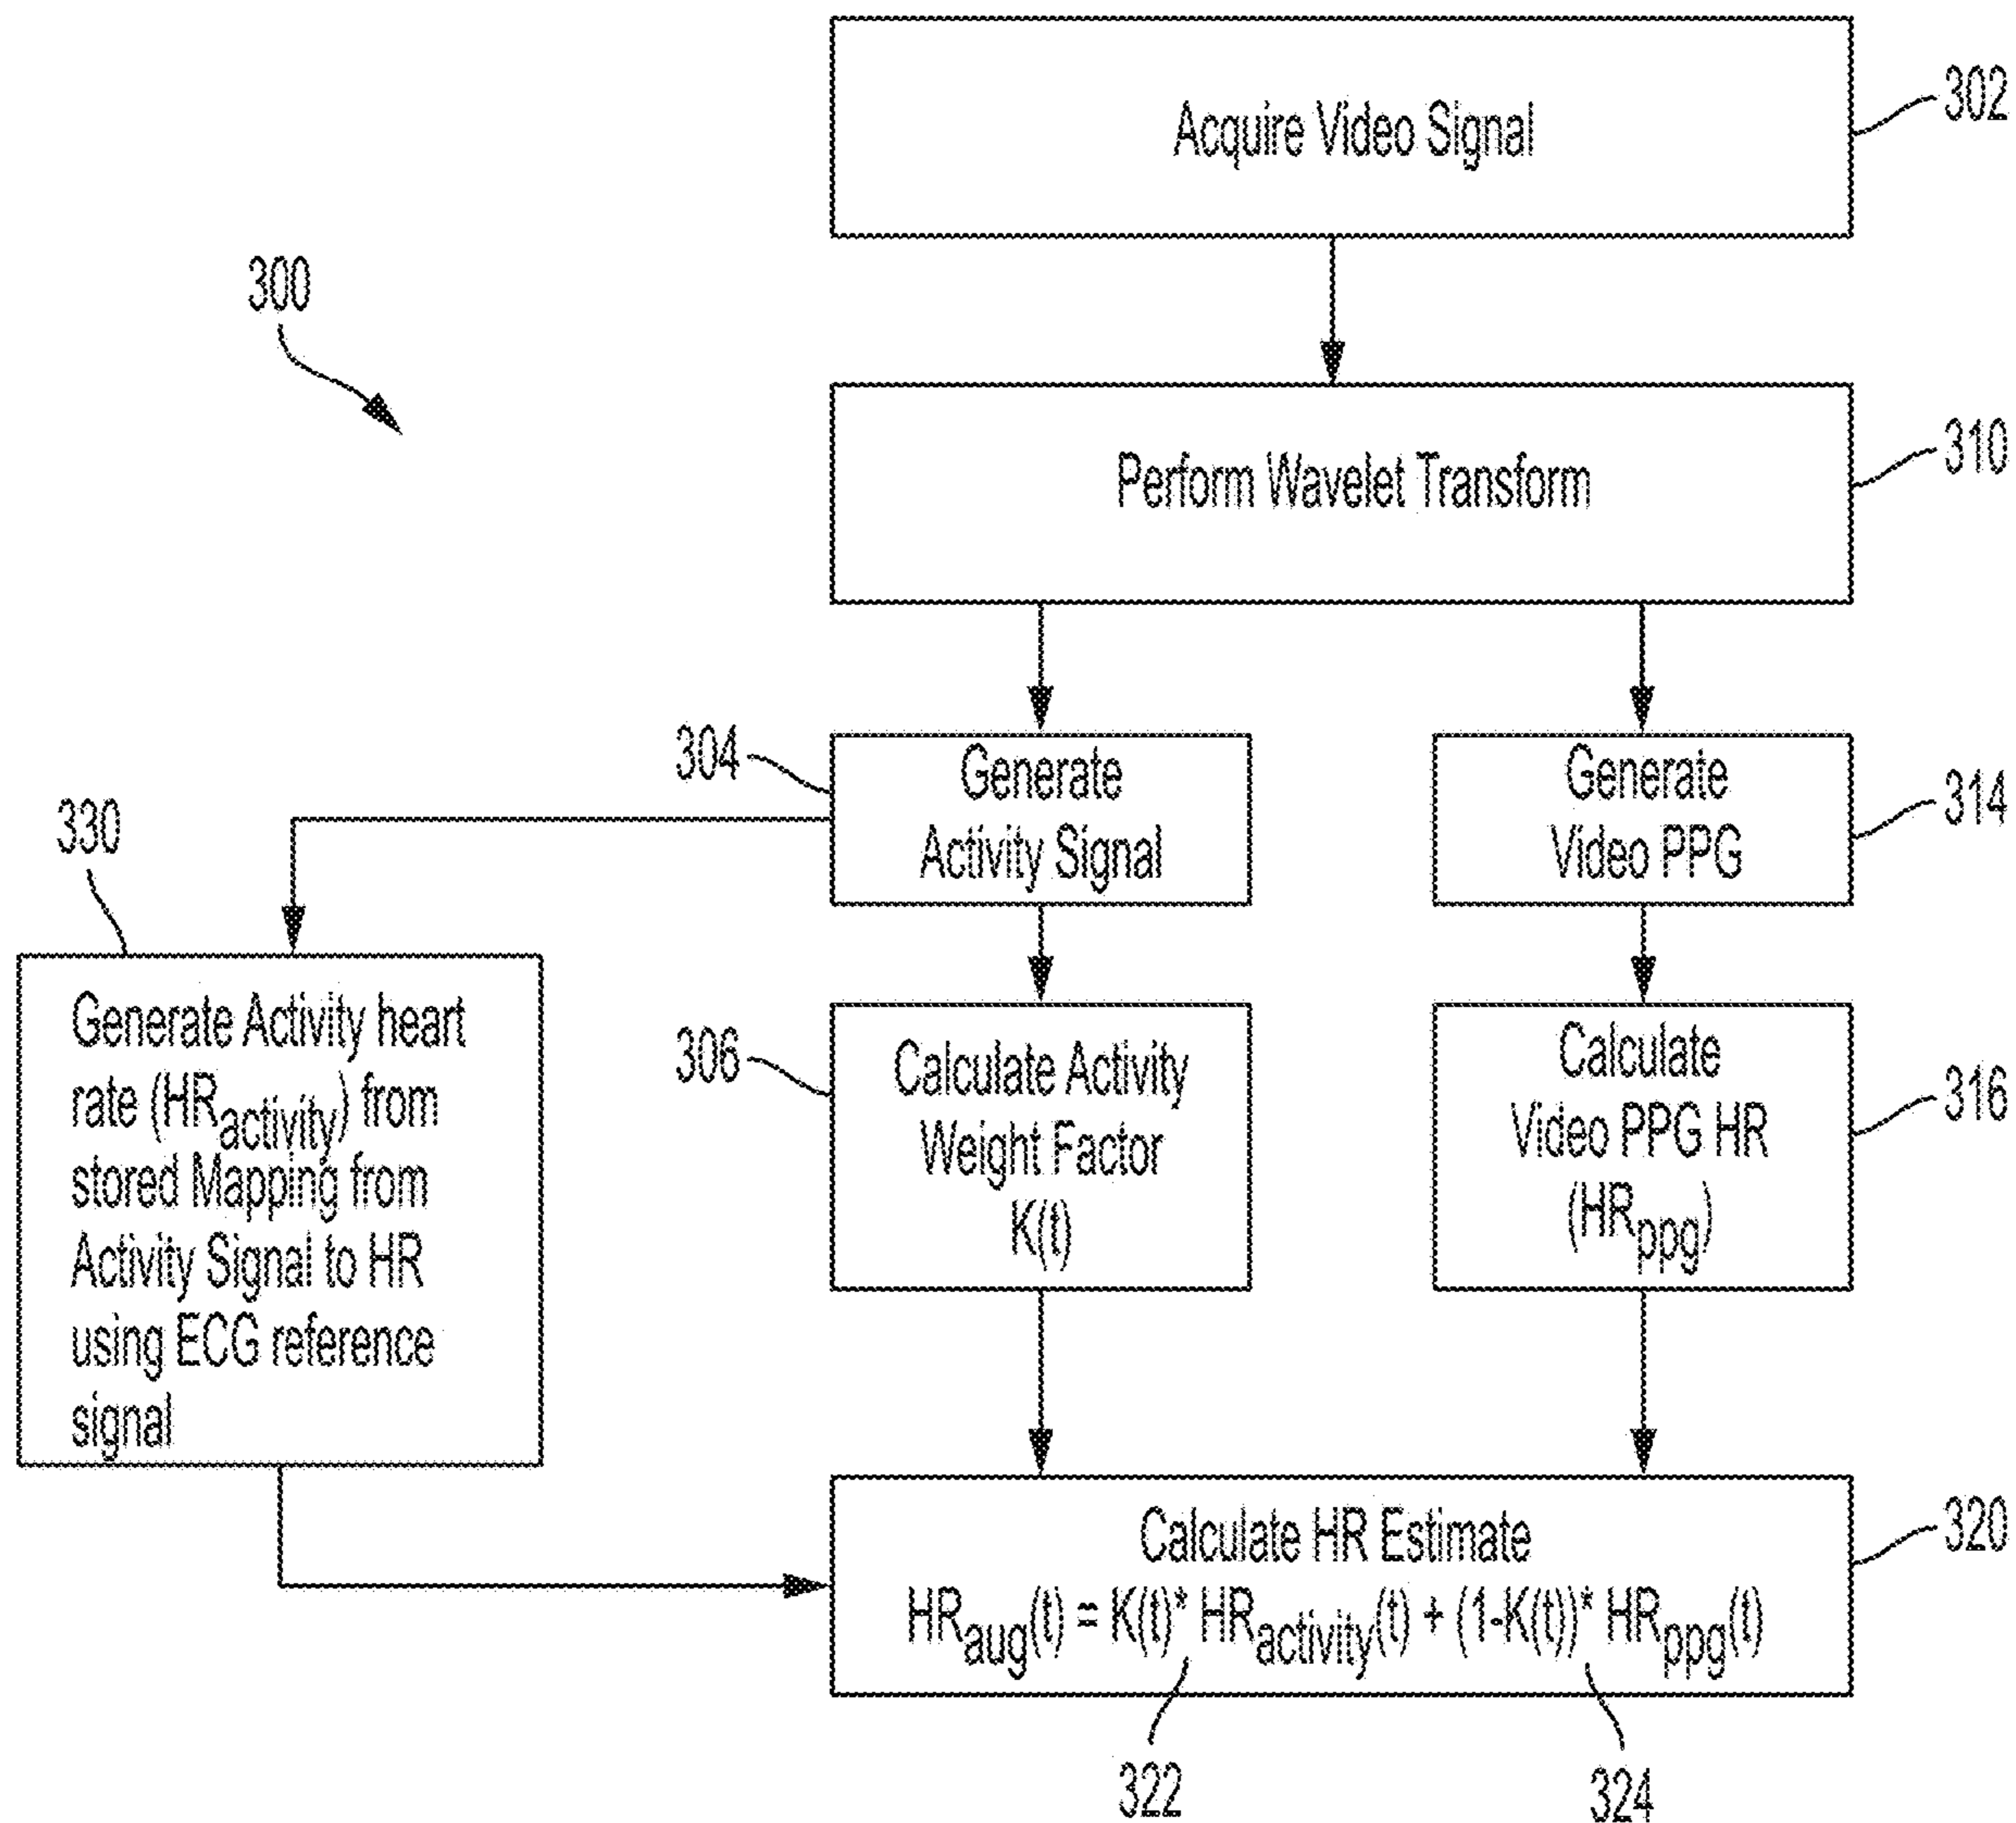 Acquire Video Signal
302
300
Perform Wavelet Transform
310
304
Generate
Activity Signal
Generate
Video PPG
314
330
Generate Activity heart
rate (HRactivity) from
stored Mapping from
Activity Signal to HR
using ECG reference
signal
306
Calculate Activity
Weight Factor
K(t)
Calculate
Video PPG HR
(HRppg)
316
Calculate HR Estimate
HRaug(t) = K(t)* HRactivity(t) + (1-K(t))* HRppg(t)
320
322
324